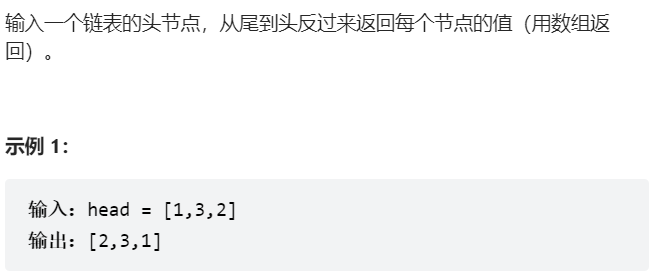 输入一个链表的头节点，从尾到头反过来返回每个节点的值（用数组返
回）。
示例 1：
输入：head = [1,3,2]
输出：[2,3,1]